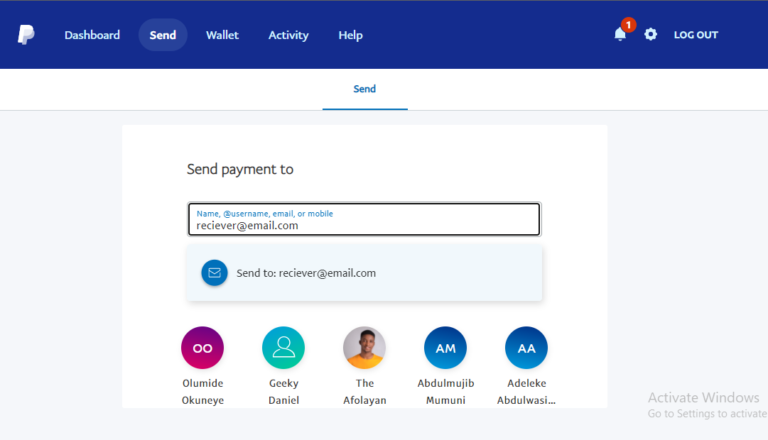 Dashboard Send Wallet Activity Help 1 LOG OUT
Send
Send payment to
Name, @username, email, or mobile
reciever@email.com
Send to: reciever@email.com
OO AM AA
Olumide Geeky The Abdulmujib Adeleke
Okuneye Daniel Afolayan Mumuni Abdulwasi...
Activate Windows
Go to Settings to activate